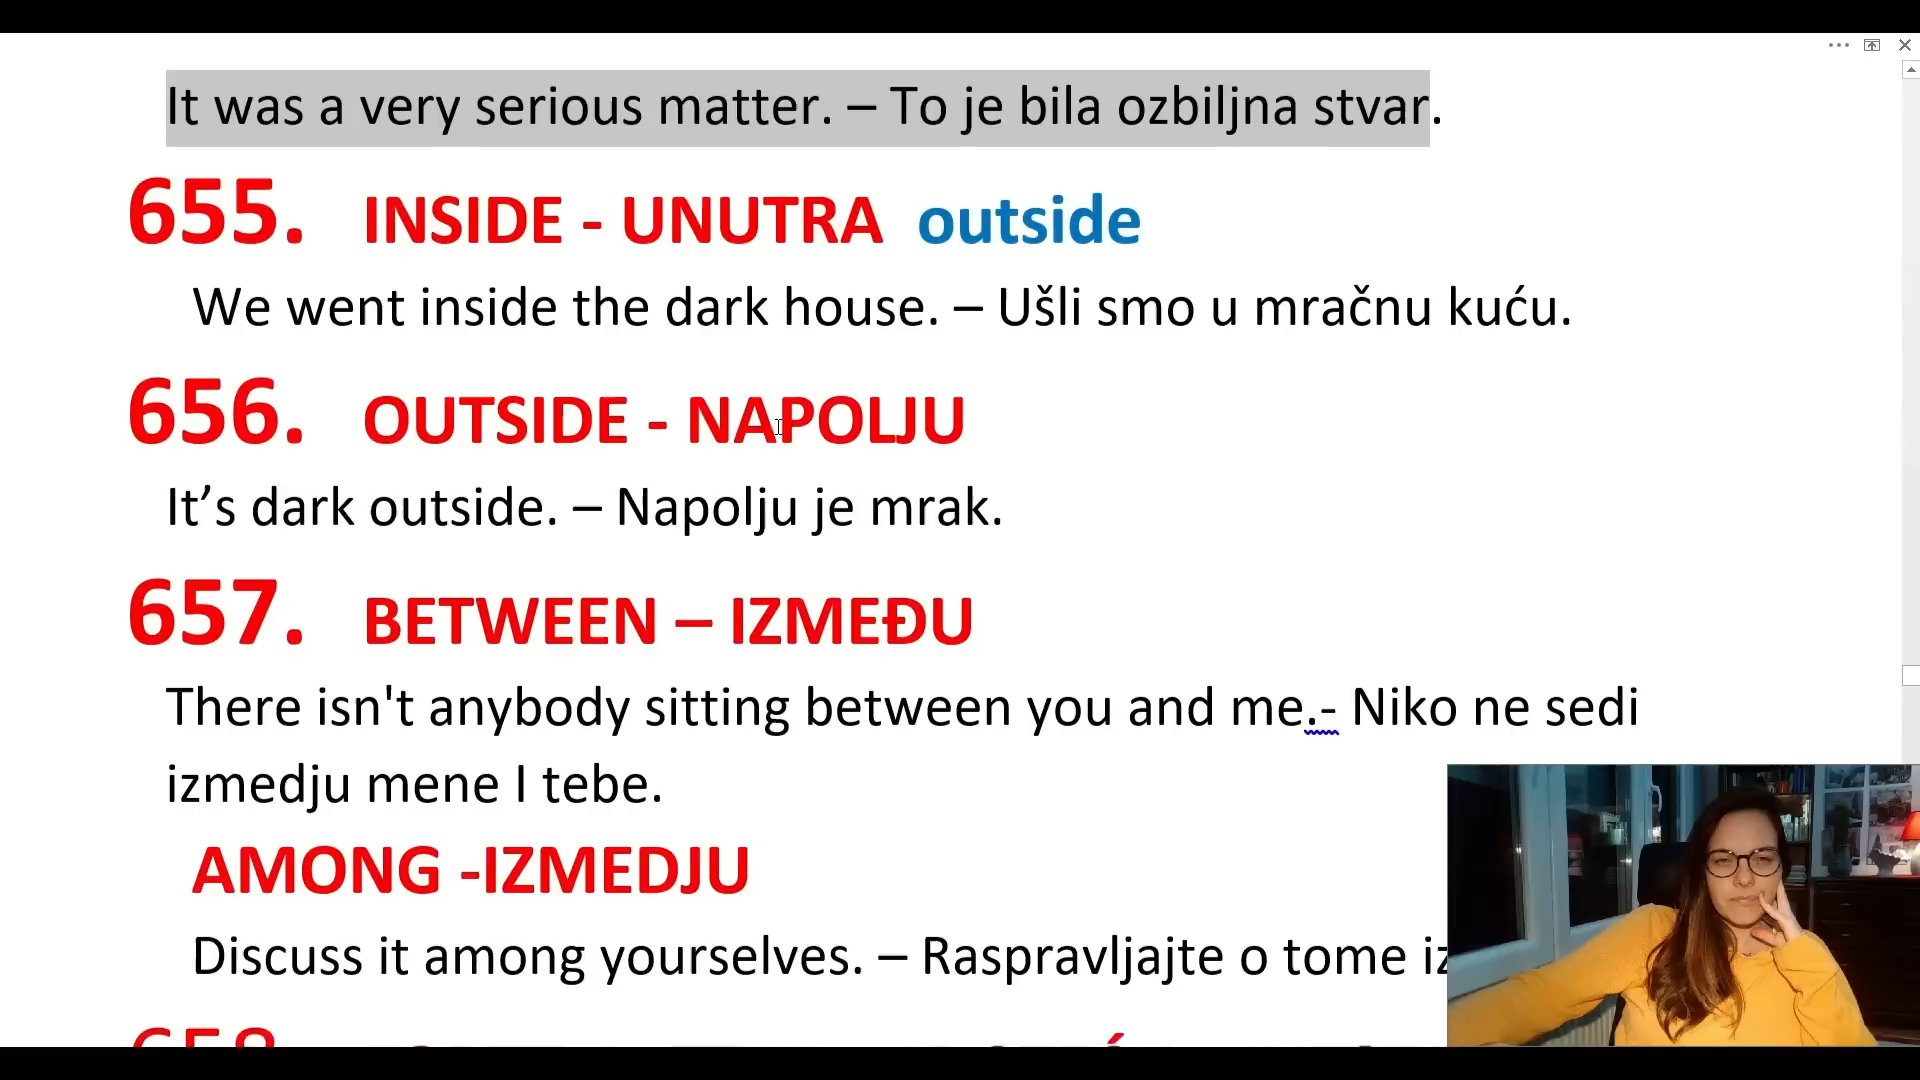 It was a very serious matter. – To je bila ozbiljna stvar.
655. INSIDE - UNUTRA outside
We went inside the dark house. – Ušli smo u mračnu kuću.
656. OUTSIDE - NAPOLJU
It’s dark outside. – Napolju je mrak.
657. BETWEEN – IZMEĐU
There isn't anybody sitting between you and me.- Niko ne sedi
izmedju mene I tebe.
AMONG -IZMEDJU
Discuss it among yourselves. – Raspravljajte o tome
658